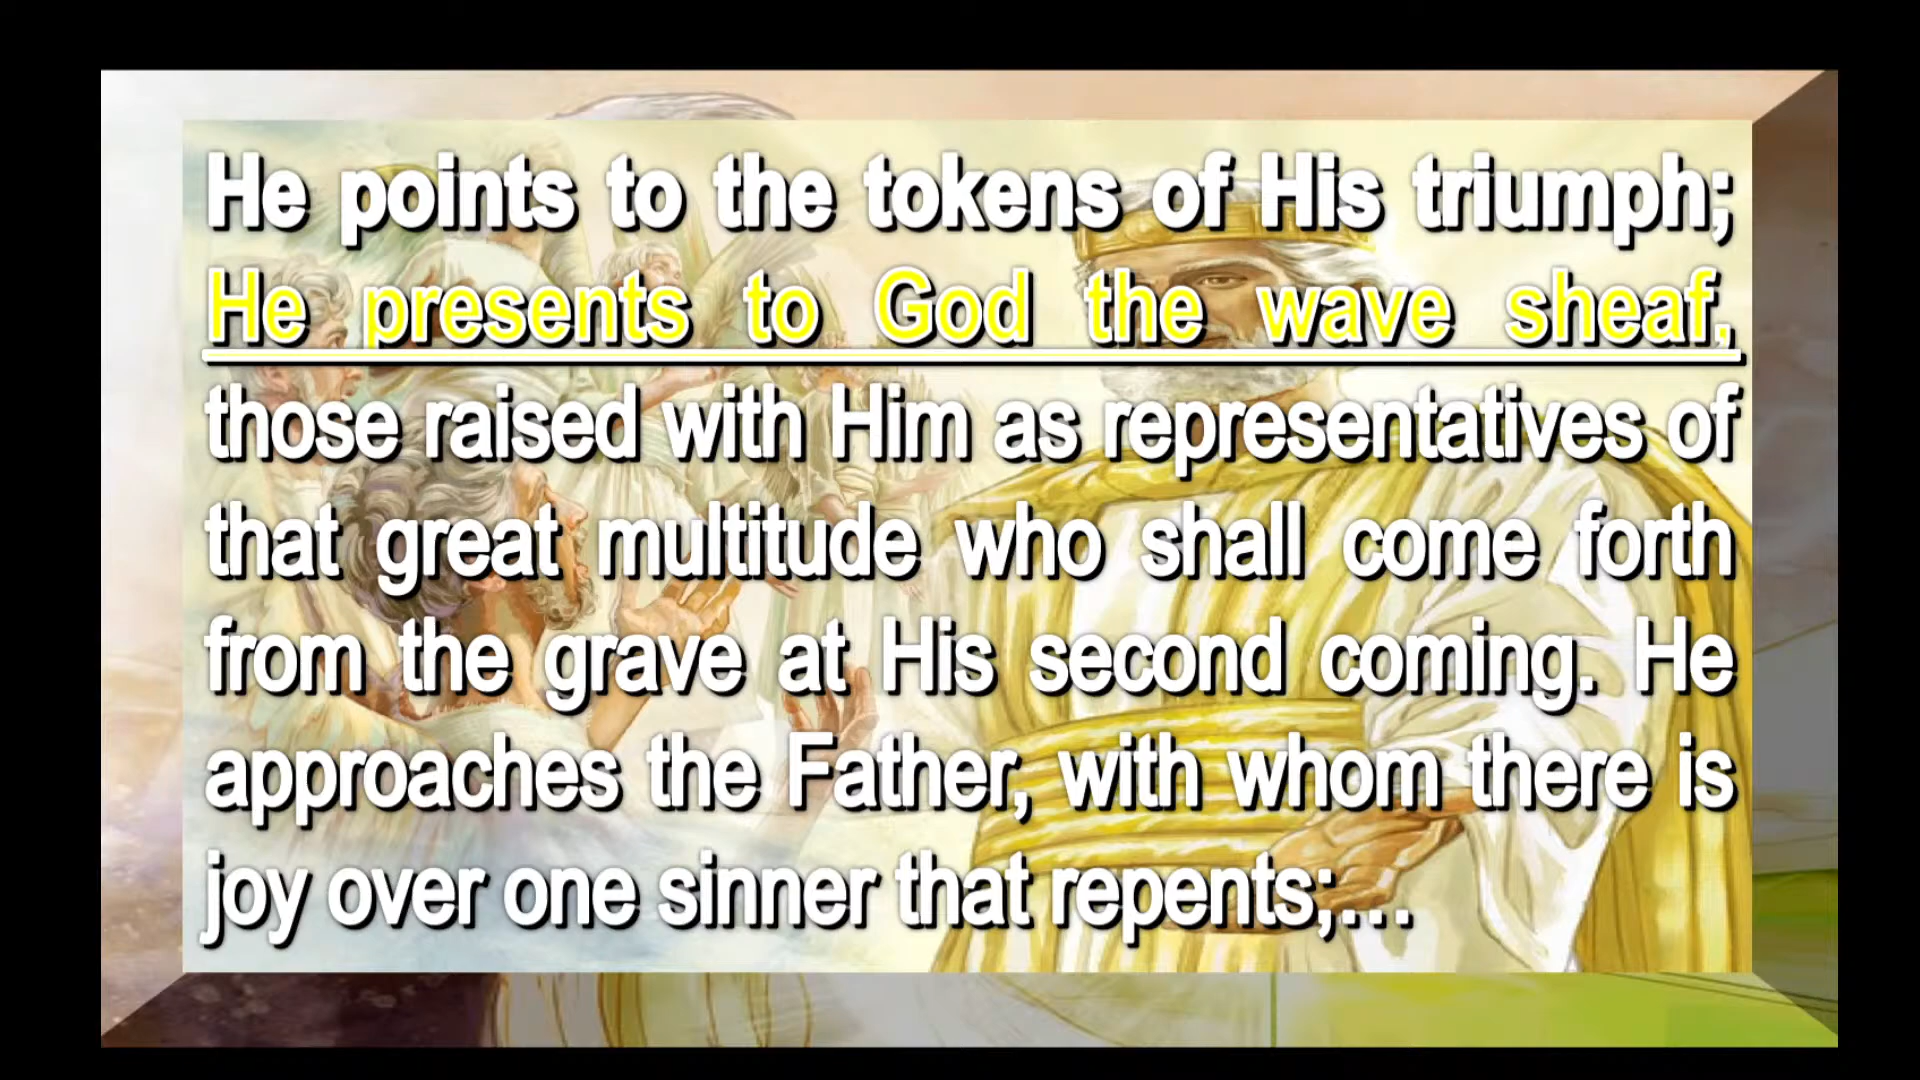 He points to the tokens of His triumph;
He presents to God the wave sheaf,
those raised with Him as representatives of
that great multitude who shall come forth
from the grave at His second coming. He
approaches the Father, with whom there is
joy over one sinner that repents;…